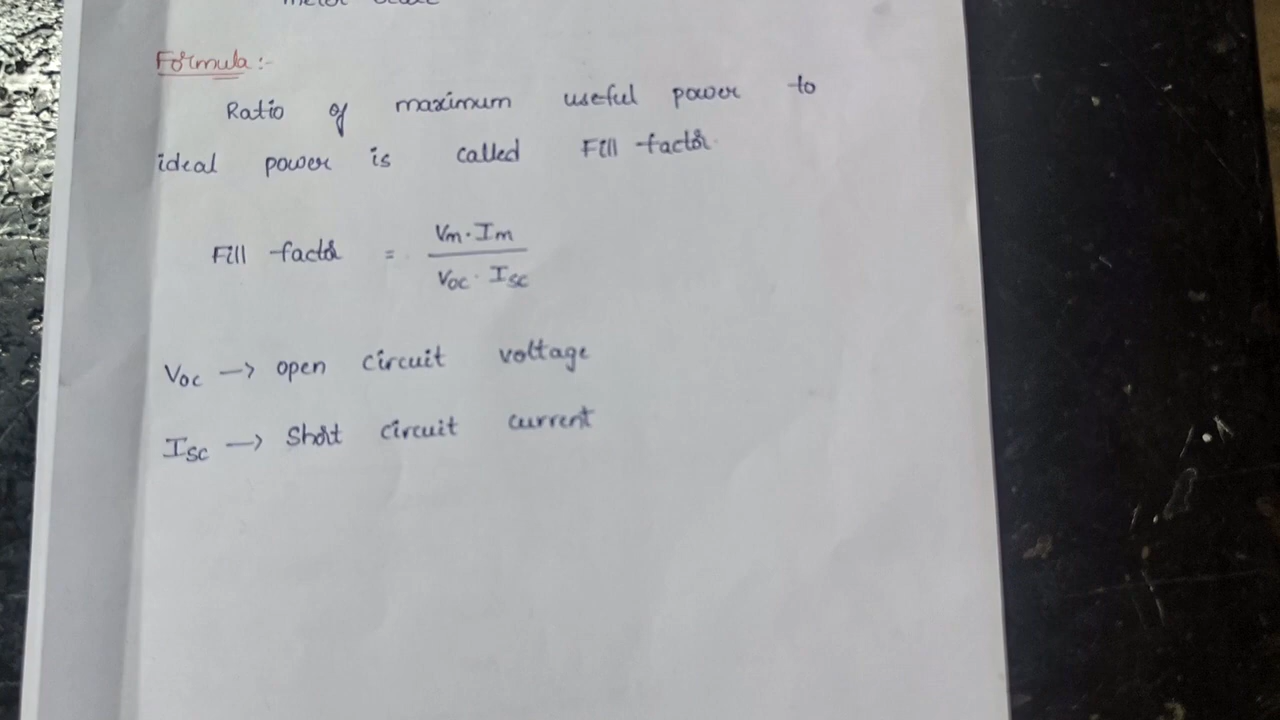 Formula :-
Ratio of maximum useful power to
ideal power is called Fill factor.
Fill factor = Vm · Im / Voc · Isc
Voc → open circuit voltage
Isc → Short circuit current